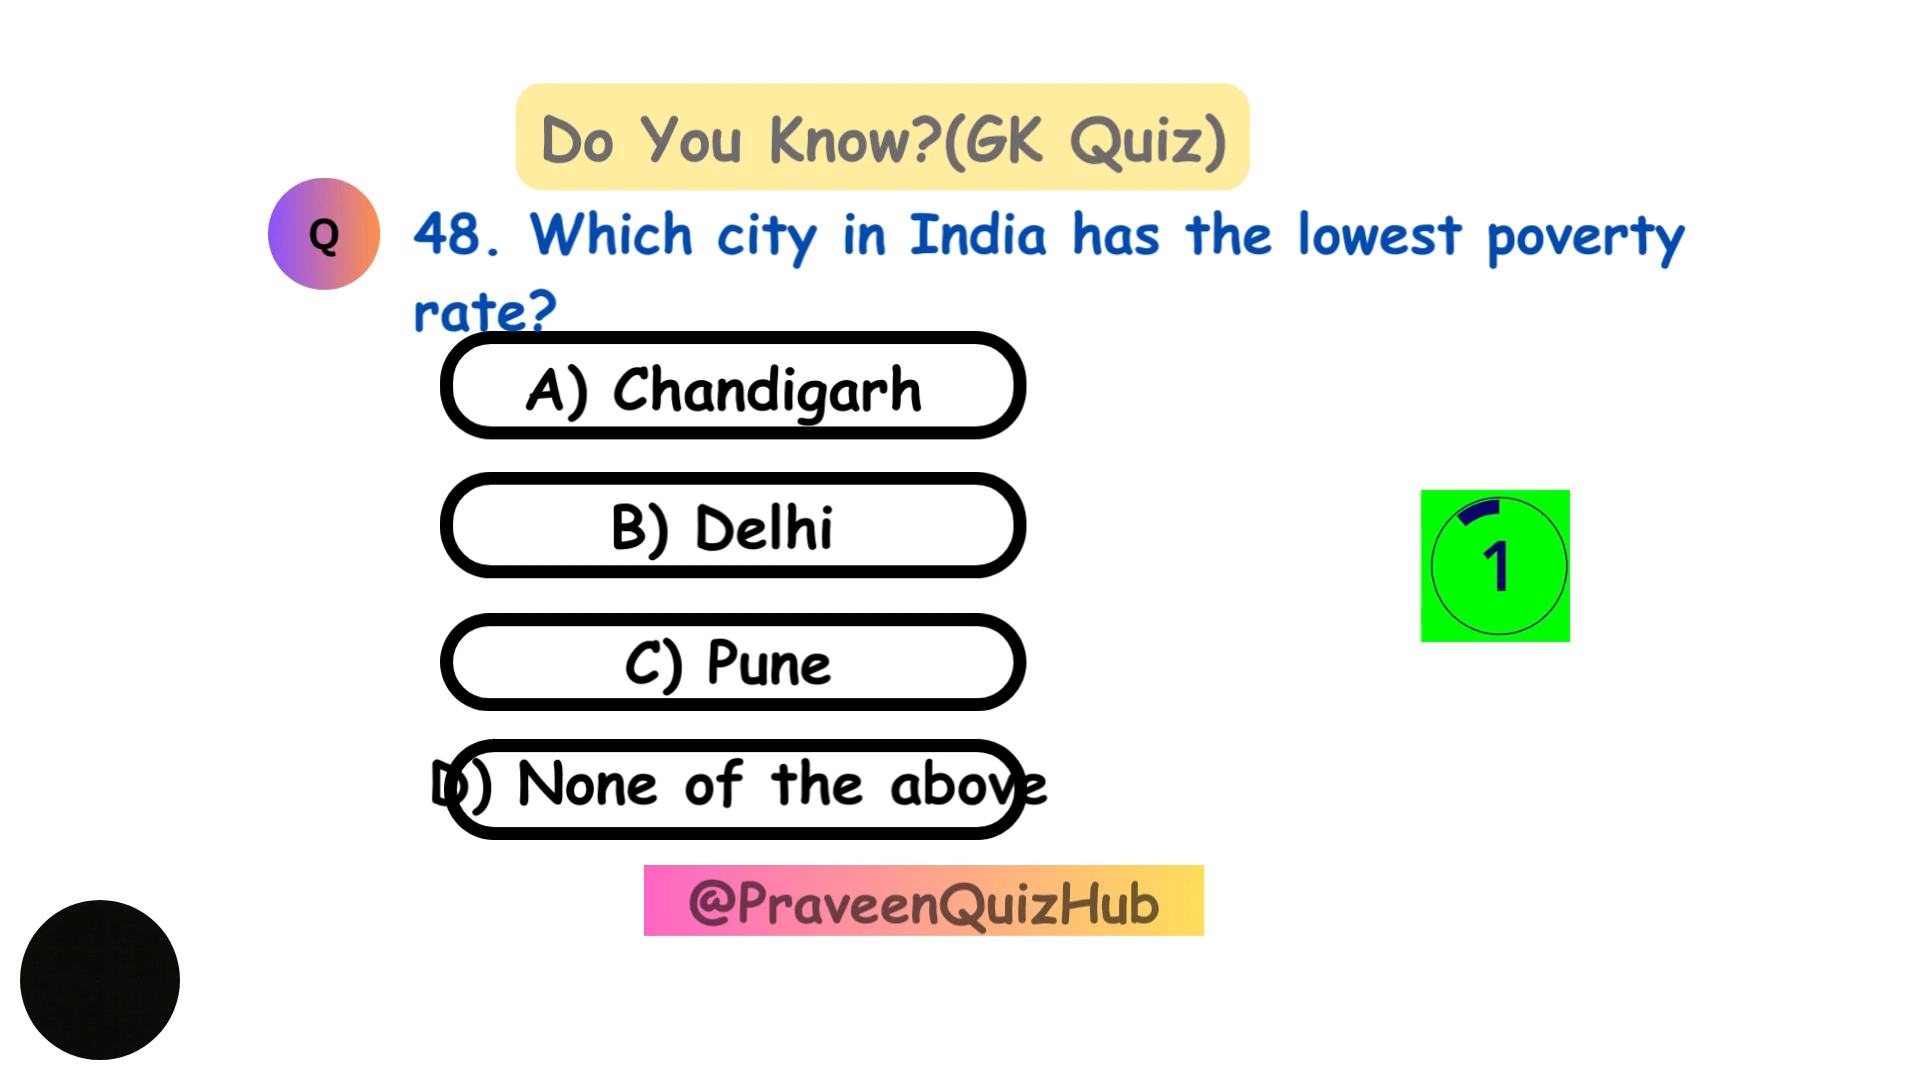 Do You Know?(GK Quiz)
Q
48. Which city in India has the lowest poverty
rate?
A) Chandigarh
B) Delhi
1
C) Pune
D) None of the above
@PraveenQuizHub